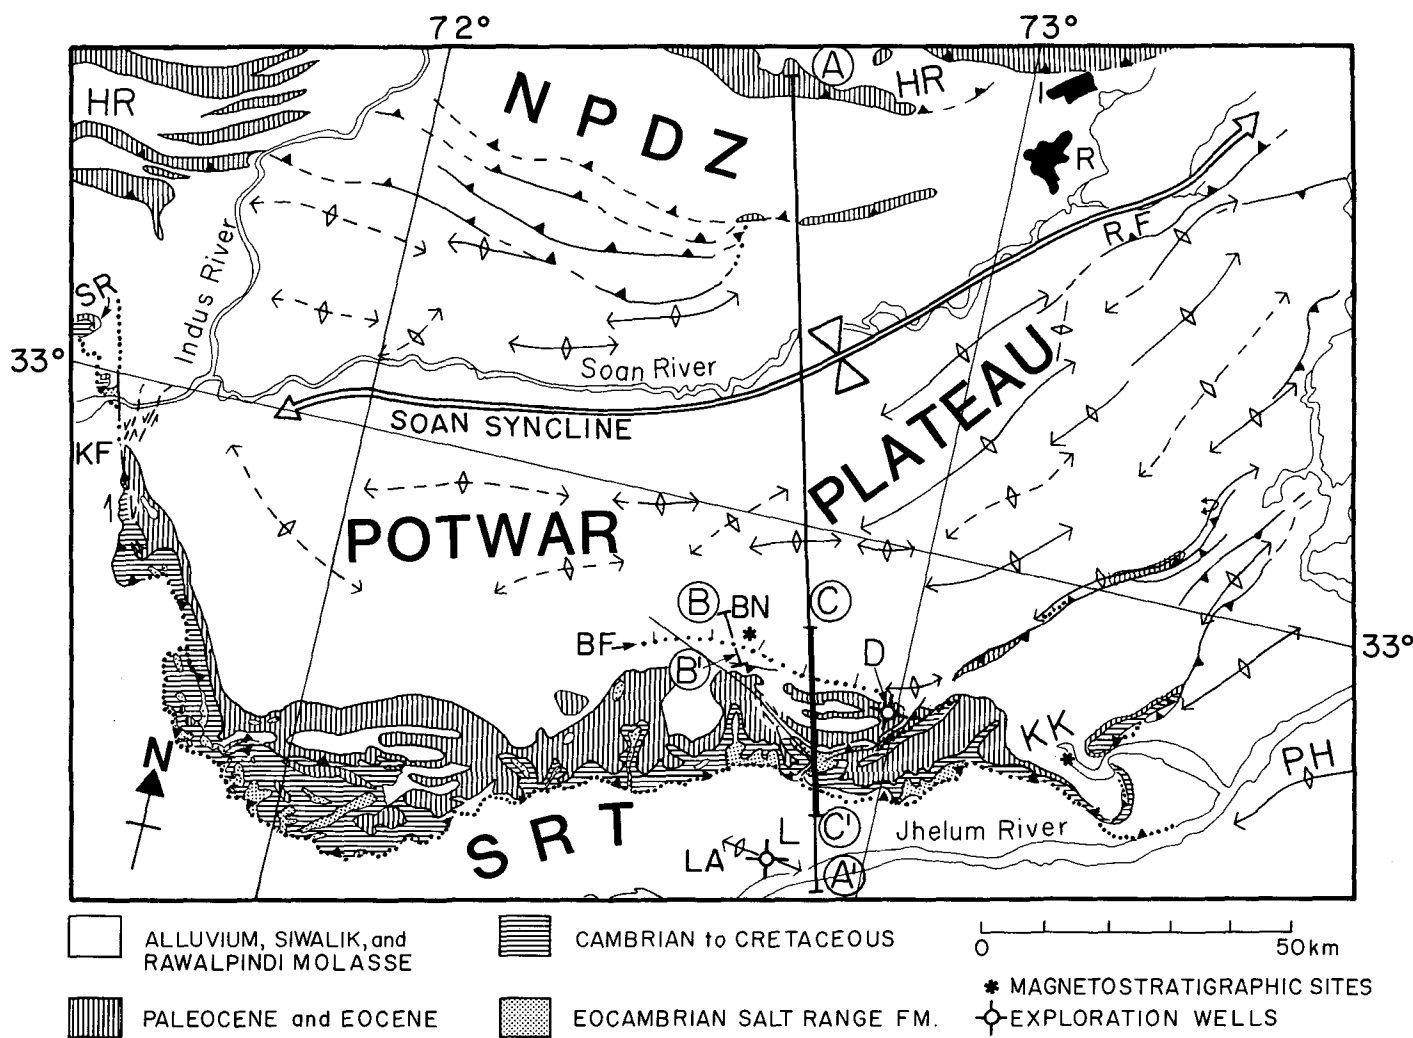 72°
73°
A
HR
HR
NPDZ
I
R
R.F
Indus River
SR
33°
Soan River
SOAN SYNCLINE
PLATEAU
KF
POTWAR
B
BN
C
BF
B'
D
33°
KK
PH
N
SRT
C'
Jhelum River
L
LA
A'
ALLUVIUM, SIWALIK, and
RAWALPINDI MOLASSE
CAMBRIAN to CRETACEOUS
0 50km
* MAGNETOSTRATIGRAPHIC SITES
PALEOCENE and EOCENE
EOCAMBRIAN SALT RANGE FM.
EXPLORATION WELLS